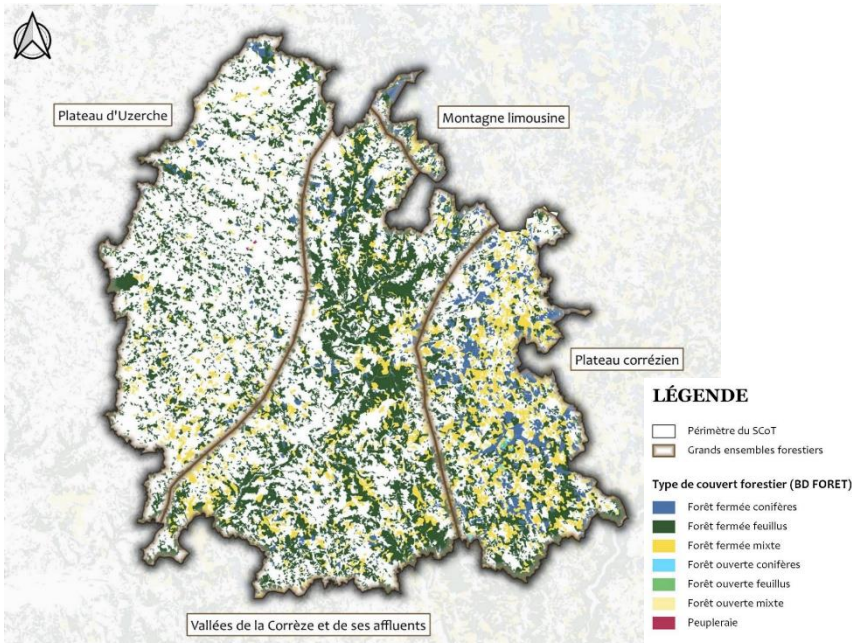 Plateau d'Uzerche
Montagne limousine
Plateau corrézien
Vallées de la Corrèze et de ses affluents
LÉGENDE
Périmètre du SCoT
Grands ensembles forestiers
Type de couvert forestier (BD FORET)
Forêt fermée conifères
Forêt fermée feuillus
Forêt fermée mixte
Forêt ouverte conifères
Forêt ouverte feuillus
Forêt ouverte mixte
Peupleraie